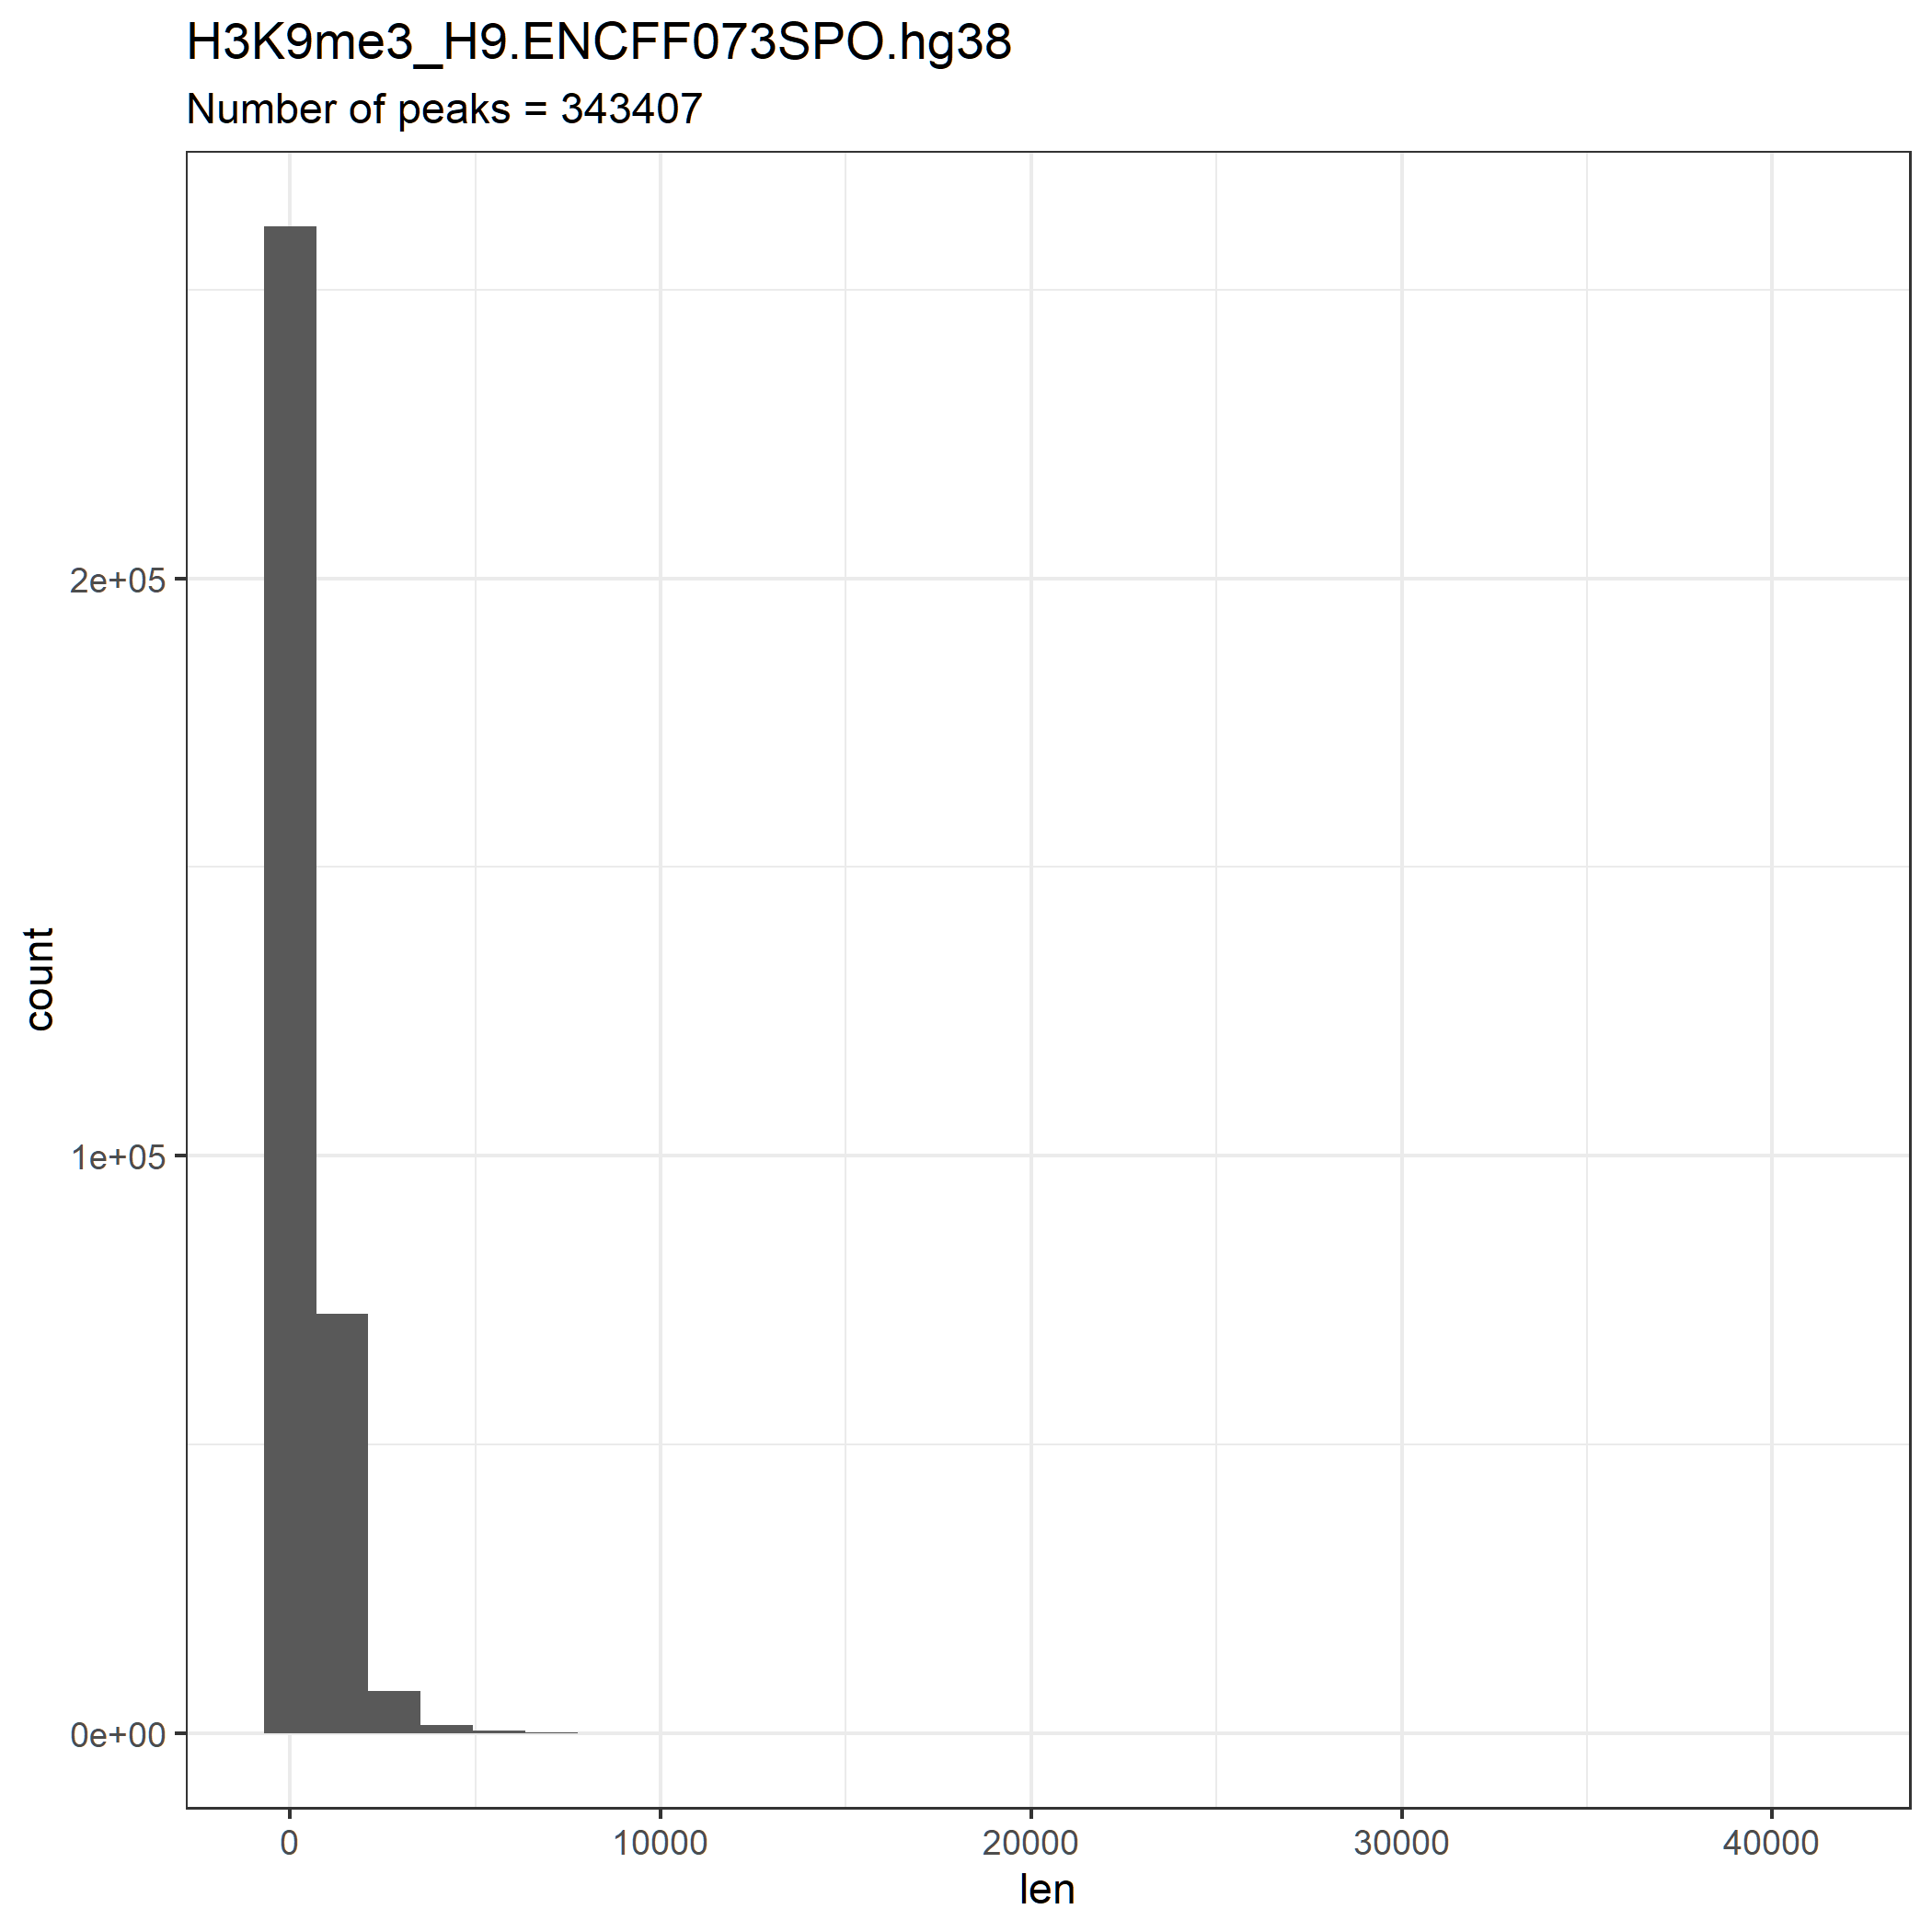 H3K9me3_H9.ENCFF073SPO.hg38
Number of peaks = 343407
count
2e+05
1e+05
0e+00
0 10000 20000 30000 40000
len